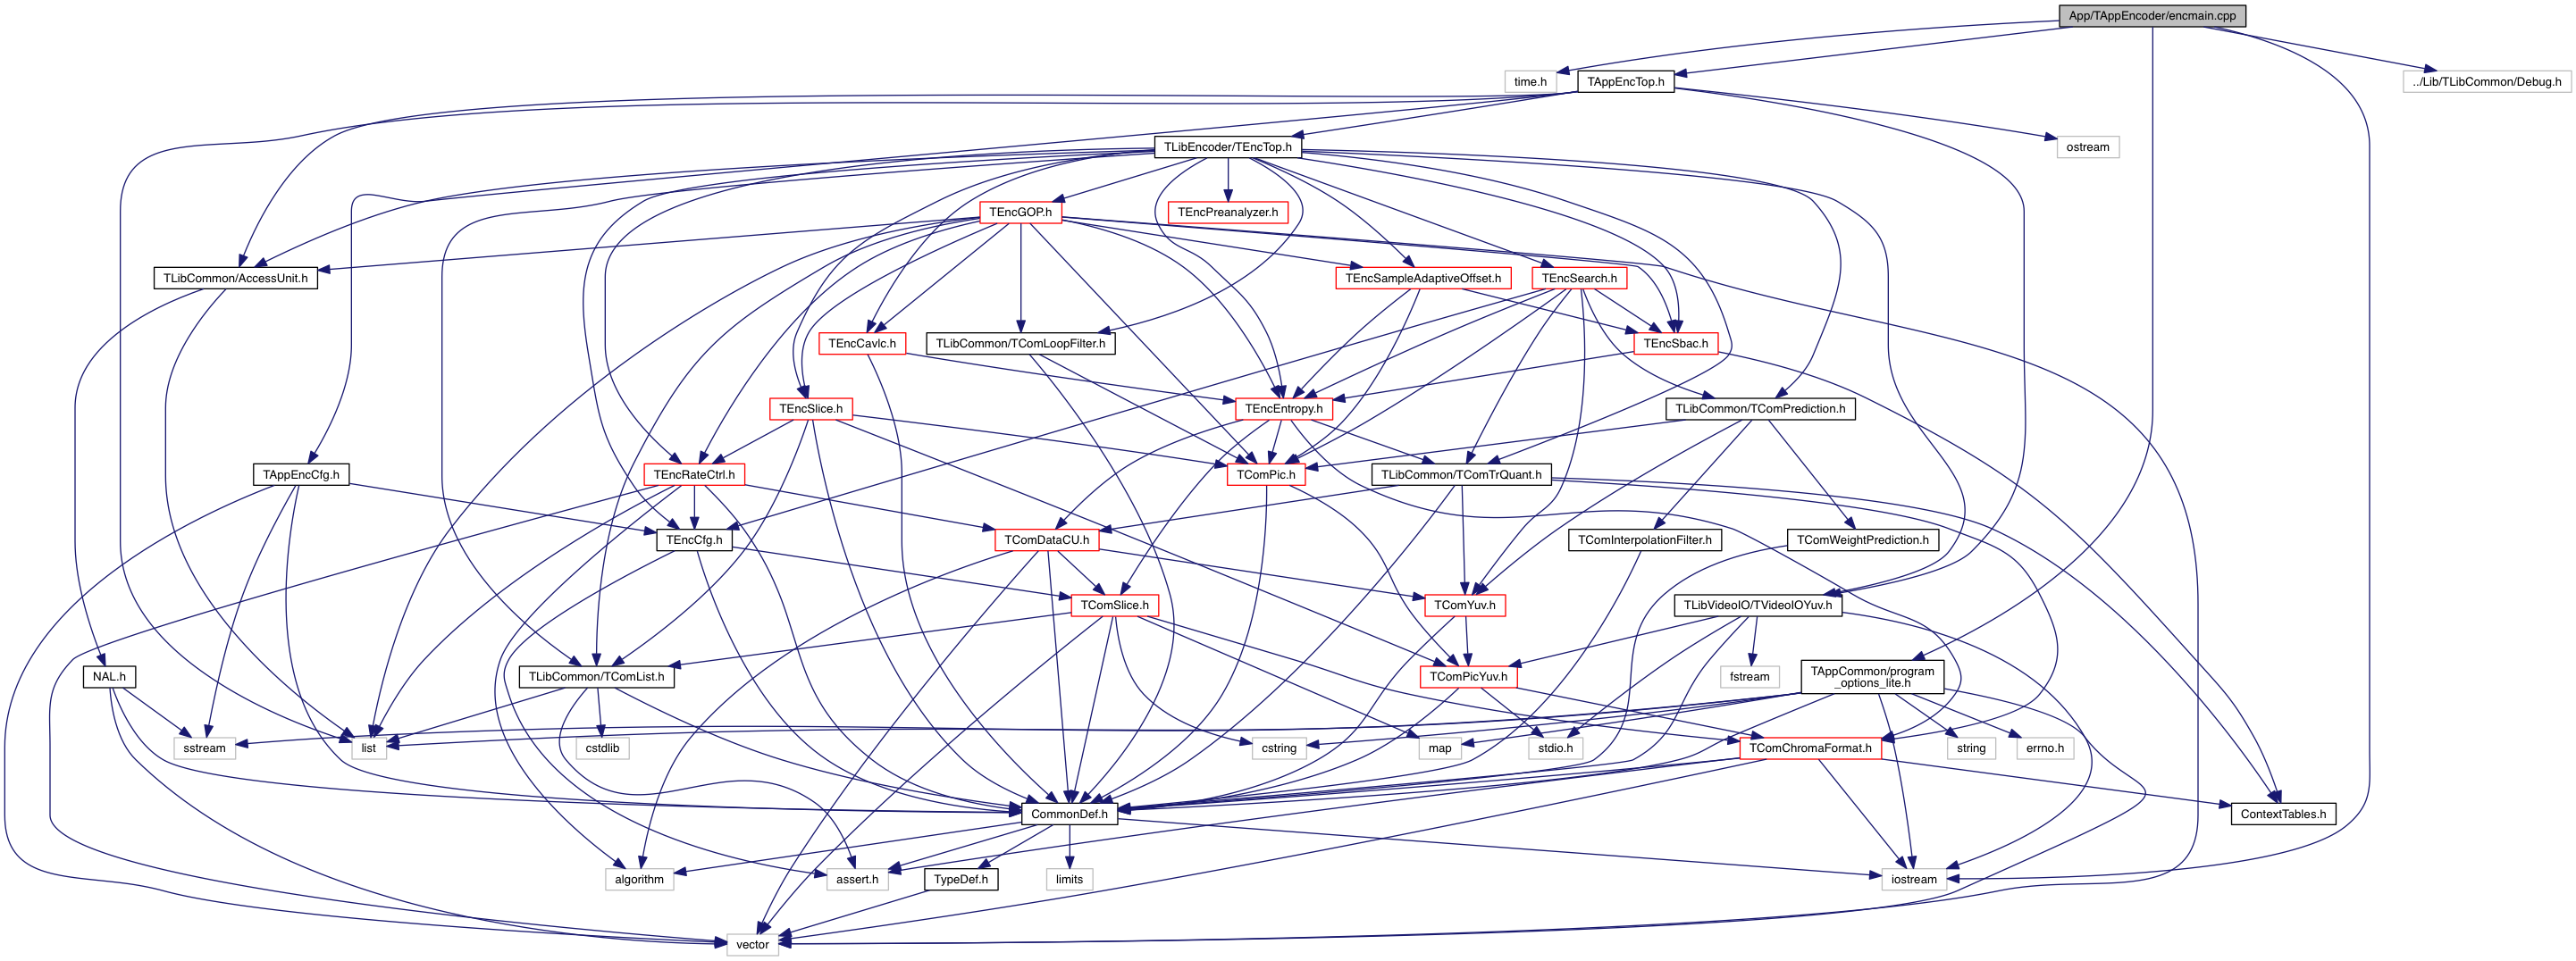 App/TAppEncoder/encmain.cpp
time.h
TAppEncTop.h
../Lib/TLibCommon/Debug.h
TLibEncoder/TEncTop.h
ostream
TEncGOP.h
TEncPreanalyzer.h
TLibCommon/AccessUnit.h
TEncSampleAdaptiveOffset.h
TEncSearch.h
TEncCavlc.h
TLibCommon/TComLoopFilter.h
TEncSbac.h
TEncSlice.h
TEncEntropy.h
TLibCommon/TComPrediction.h
TAppEncCfg.h
TEncRateCtrl.h
TComPic.h
TLibCommon/TComTrQuant.h
TEncCfg.h
TComDataCU.h
TComInterpolationFilter.h
TComWeightPrediction.h
TComSlice.h
TComYuv.h
TLibVideoIO/TVideoIOYuv.h
NAL.h
TLibCommon/TComList.h
TComPicYuv.h
fstream
TAppCommon/program
_options_lite.h
sstream
list
cstdlib
cstring
map
stdio.h
TComChromaFormat.h
string
errno.h
CommonDef.h
ContextTables.h
algorithm
assert.h
TypeDef.h
limits
iostream
vector